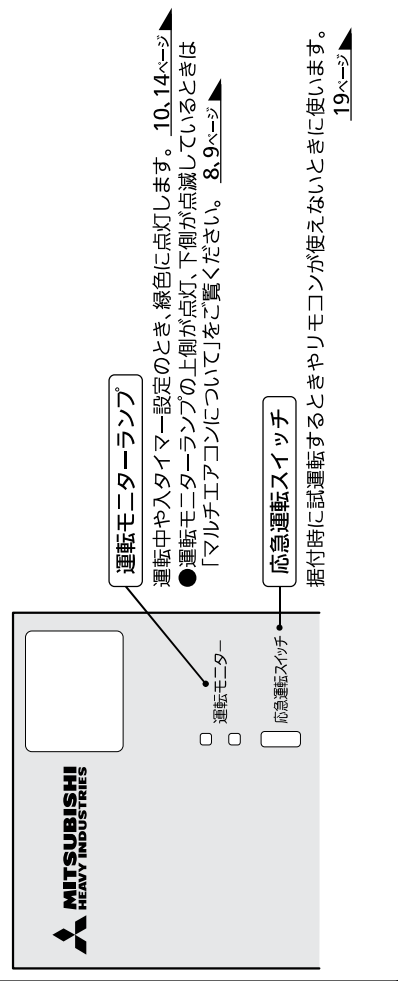 運転モニターランプ
運転中や入タイマー設定のとき、緑色に点灯します。 10、14ページ
●運転モニターランプの上側が点灯、下側が点滅しているときは
「マルチエアコンについて」をご覧ください。 8、9ページ
応急運転スイッチ
据付時に試運転するときやリモコンが使えないときに使います。
19ページ
MITSUBISHI
HEAVY INDUSTRIES
運転モニター
応急運転スイッチ